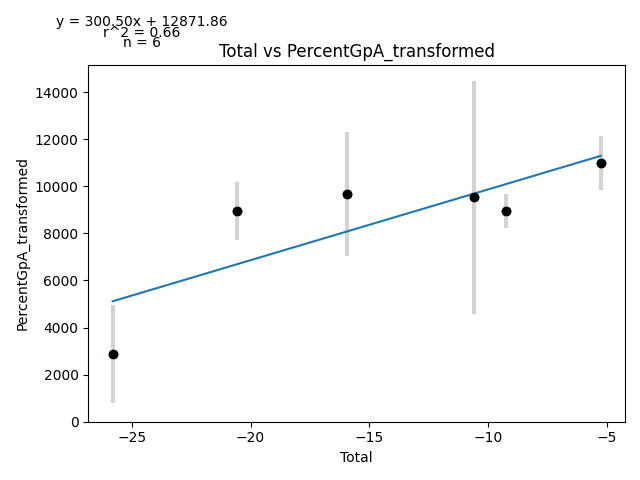 y = 300.50x + 12871.86
r^2 = 0.66
n = 6
Total vs PercentGpA_transformed
PercentGpA_transformed
14000
12000
10000
8000
6000
4000
2000
0
−25
−20
−15
−10
−5
Total